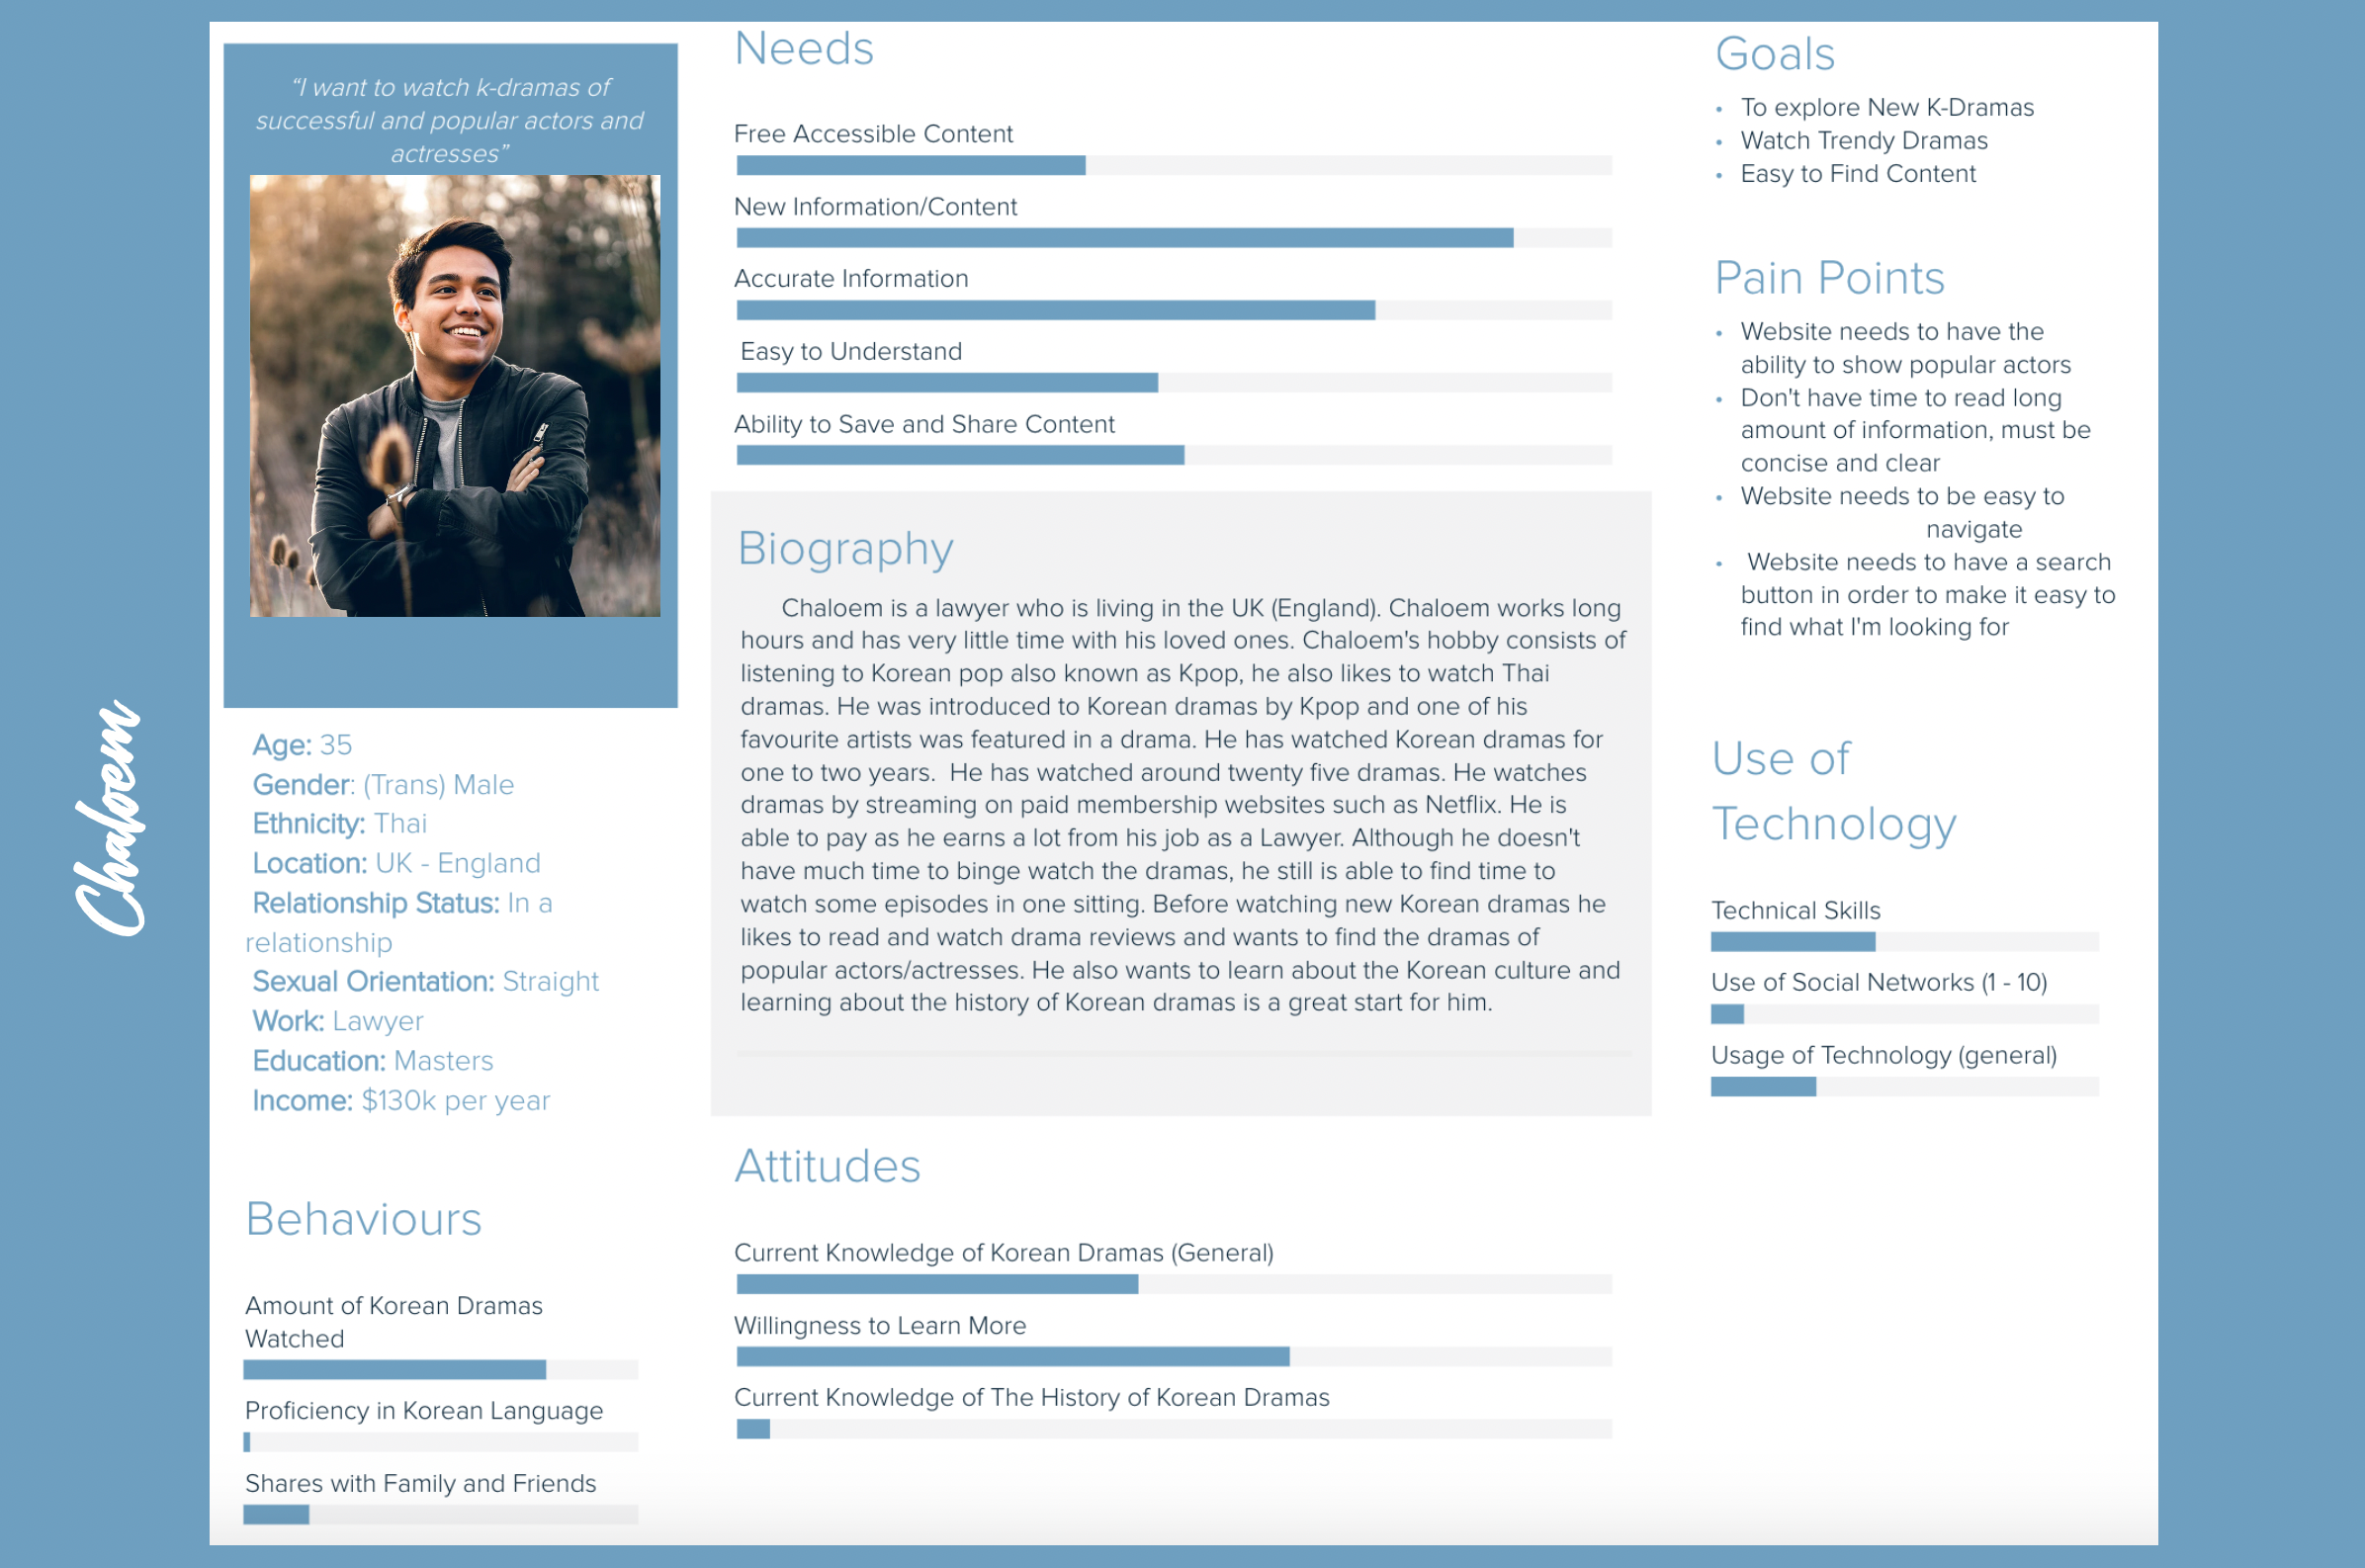 Chaloem
“I want to watch k-dramas of
successful and popular actors and
actresses”
Age: 35
Gender: (Trans) Male
Ethnicity: Thai
Location: UK - England
Relationship Status: In a
relationship
Sexual Orientation: Straight
Work: Lawyer
Education: Masters
Income: $130k per year
Behaviours
Amount of Korean Dramas
Watched
Proficiency in Korean Language
Shares with Family and Friends
Needs
Free Accessible Content
New Information/Content
Accurate Information
Easy to Understand
Ability to Save and Share Content
Biography
Chaloem is a lawyer who is living in the UK (England). Chaloem works long
hours and has very little time with his loved ones. Chaloem's hobby consists of
listening to Korean pop also known as Kpop, he also likes to watch Thai
dramas. He was introduced to Korean dramas by Kpop and one of his
favourite artists was featured in a drama. He has watched Korean dramas for
one to two years.  He has watched around twenty five dramas. He watches
dramas by streaming on paid membership websites such as Netflix. He is
able to pay as he earns a lot from his job as a Lawyer. Although he doesn't
have much time to binge watch the dramas, he still is able to find time to
watch some episodes in one sitting. Before watching new Korean dramas he
likes to read and watch drama reviews and wants to find the dramas of
popular actors/actresses. He also wants to learn about the Korean culture and
learning about the history of Korean dramas is a great start for him.
Attitudes
Current Knowledge of Korean Dramas (General)
Willingness to Learn More
Current Knowledge of The History of Korean Dramas
Goals
• To explore New K-Dramas
• Watch Trendy Dramas
• Easy to Find Content
Pain Points
• Website needs to have the
ability to show popular actors
• Don't have time to read long
amount of information, must be
concise and clear
• Website needs to be easy to
navigate
• Website needs to have a search
button in order to make it easy to
find what I'm looking for
Use of
Technology
Technical Skills
Use of Social Networks (1 - 10)
Usage of Technology (general)